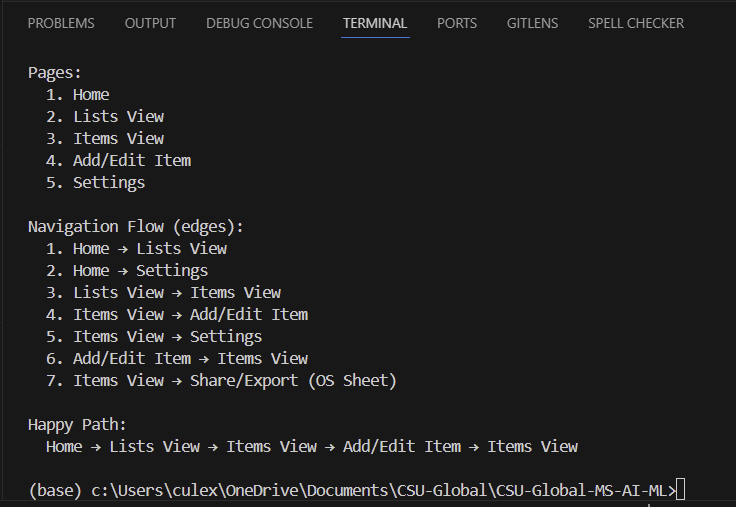 PROBLEMS OUTPUT DEBUG CONSOLE TERMINAL PORTS GITLENS SPELL CHECKER
Pages:
1. Home
2. Lists View
3. Items View
4. Add/Edit Item
5. Settings
Navigation Flow (edges):
1. Home → Lists View
2. Home → Settings
3. Lists View → Items View
4. Items View → Add/Edit Item
5. Items View → Settings
6. Add/Edit Item → Items View
7. Items View → Share/Export (OS Sheet)
Happy Path:
Home → Lists View → Items View → Add/Edit Item → Items View
(base) c:\Users\culex\OneDrive\Documents\CSU-Global\CSU-Global-MS-AI-ML>